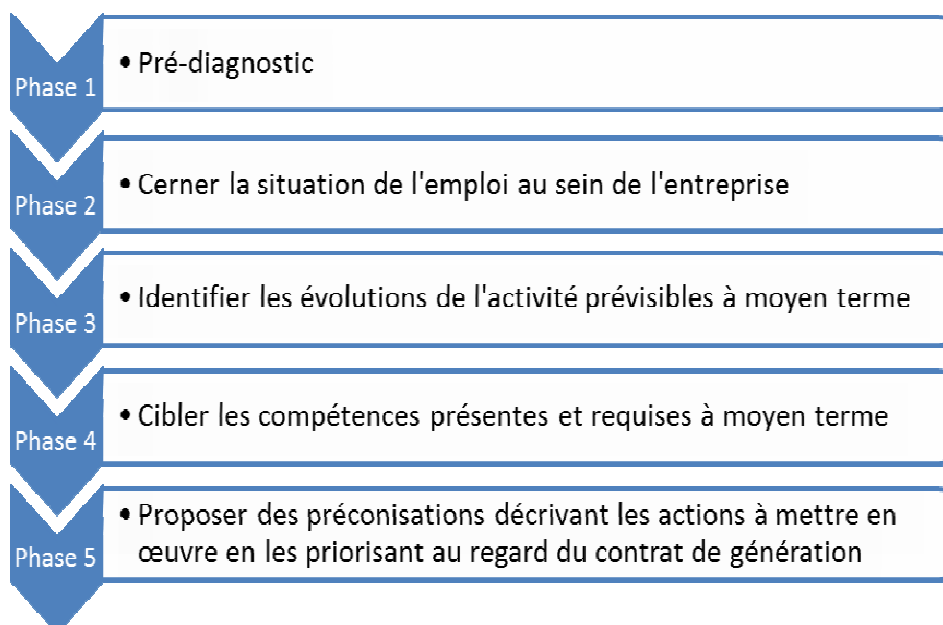 Phase 1
• Pré-diagnostic
Phase 2
• Cerner la situation de l'emploi au sein de l'entreprise
Phase 3
• Identifier les évolutions de l'activité prévisibles à moyen terme
Phase 4
• Cibler les compétences présentes et requises à moyen terme
Phase 5
• Proposer des préconisations décrivant les actions à mettre en
œuvre en les priorisant au regard du contrat de génération